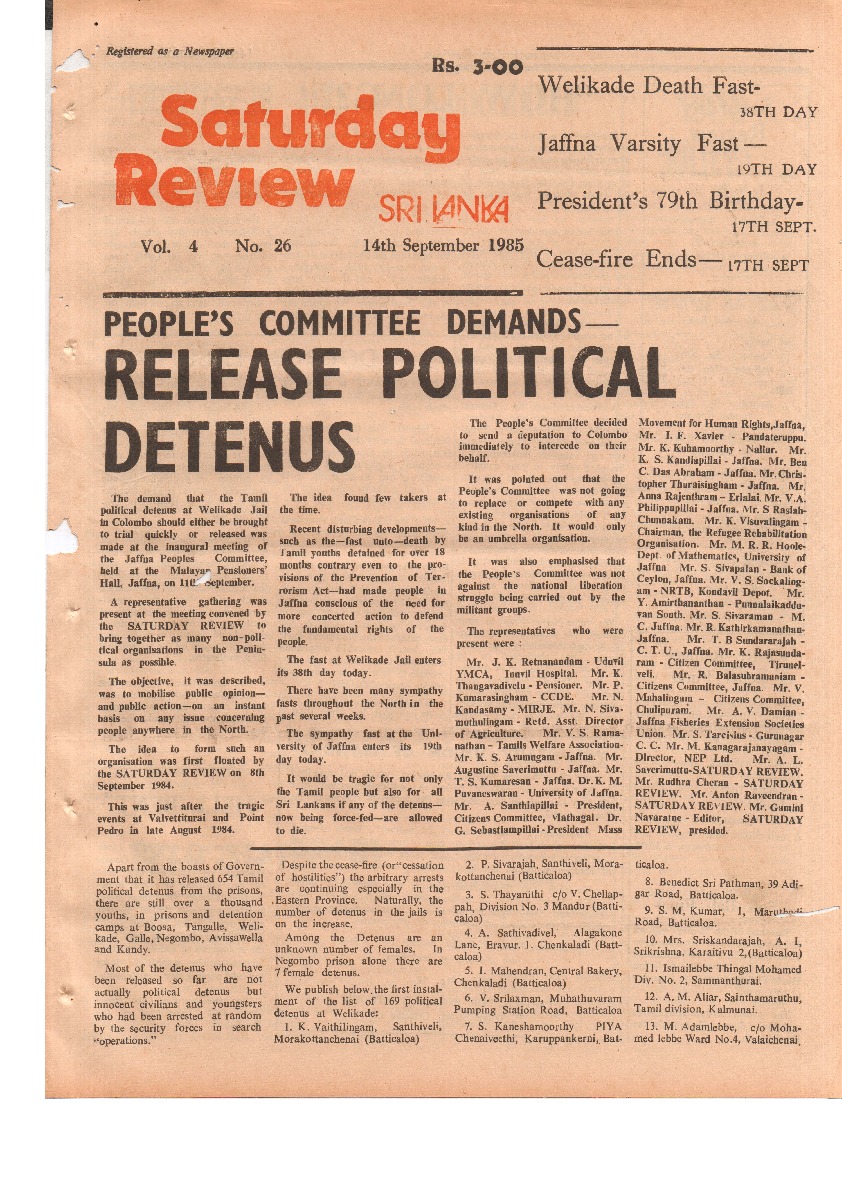 Registered as a Newspaper
Rs. 3-00
Saturday
Review
SRI LANKA
Vol. 4 No. 26 14th September 1985
Welikade Death Fast-
38TH DAY
Jaffna Varsity Fast—
19TH DAY
President's 79th Birthday-
17TH SEPT.
Cease-fire Ends—17TH SEPT
PEOPLE'S COMMITTEE DEMANDS—
RELEASE POLITICAL
DETENUS
The demand that the Tamil
political detenus at Welikade Jail
in Colombo should either be brought
to trial quickly or released was
made at the inaugural meeting of
the Jaffna Peoples Committee,
held at the Malayar Pensioners'
Hall, Jaffna, on 11th September.
A representative gathering was
present at the meeting convened by
the SATURDAY REVIEW to
bring together as many non-poli-
tical organisations in the Penin-
sula as possible.
The objective, it was described,
was to mobilise public opinion—
and public action—on an instant
basis on any issue concerning
people anywhere in the North.
The idea to form such an
organisation was first floated by
the SATURDAY REVIEW on 8th
September 1984.
This was just after the tragic
events at Valvettiturai and Point
Pedro in late August 1984.
The idea found few takers at
the time.
Recent disturbing developments—
such as the—fast unto—death by
Tamil youths detained for over 18
months contrary even to the pro-
visions of the Prevention of Ter-
rorism Act—had made people in
Jaffna conscious of the need for
more concerted action to defend
the fundamental rights of the
people.
The fast at Welikade Jail enters
its 38th day today.
There have been many sympathy
fasts throughout the North in the
past several weeks.
The sympathy fast at the Uni-
versity of Jaffna enters its 19th
day today.
It would be tragic for not only
the Tamil people but also for all
Sri Lankans if any of the detenus—
now being force-fed—are allowed
to die.
The People's Committee decided
to send a deputation to Colombo
immediately to intercede on their
behalf.
It was pointed out that the
People's Committee was not going
to replace or compete with any
existing organisations of any
kind in the North. It would only
be an umbrella organisation.
It was also emphasised that
the People's Committee was not
against the national liberation
struggle being carried out by the
militant groups.
The representatives who were
present were :
Mr. J. K. Retnanandam - Uduvil
YMCA, Inuvil Hospital. Mr. K.
Thangavadivelu - Pensioner. Mr. P.
Kumarasingham - CCDE. Mr. N.
Kandasamy - MIRJE. Mr. N. Siva-
muthulingam - Retd. Asst. Director
of Agriculture. Mr. V. S. Rama-
nathan – Tamils Welfare Association-
Mr. K. S. Arumugam - Jaffna. Mr.
Augustine Saverimuttu - Jaffna. Mr.
T. S. Kumaresan - Jaffna. Dr. K. M.
Puvaneswaran - University of Jaffna.
Mr. A. Santhiapillai - President,
Citizens Committee, Mathagal. Dr.
G. Sebastiampillai - President Mass
Movement for Human Rights,Jaffna,
Mr. I. F. Xavier - Pandateruppu.
Mr. K. Kuhamoorthy - Nallur. Mr.
K. S. Kandiapillai - Jaffna. Mr. Ben
C. Das Abraham - Jaffna. Mr. Chris-
topher Thuraisingham - Jaffna. Mr.
Anna Rajenthram – Erlalai. Mr. V.A.
Philippupillai - Jaffna. Mr. S Rasiah-
Chunnakam. Mr. K. Visuvalingam -
Chairman, the Refugee Rehabilitation
Organisation. Mr. M. R. R. Hoole-
Dept. of Mathematics, University of
Jaffna Mr. S. Sivapalan - Bank of
Ceylon, Jaffna. Mr. V. S. Sockaling-
am - NRTB, Kondavil Depot. Mr.
Y. Amirthananthan - Punnalaikaddu-
van South. Mr. S. Sivaraman - M.
C. Jaffna. Mr. R. Kathirkamanathan-
Jaffna. Mr. T. B Sundararajah -
C. T. U., Jaffna. Mr. K. Rajasunda-
ram - Citizen Committee, Tirunel-
veli. Mr. R. Balasubramaniam -
Citizens Committee, Jaffna. Mr. V.
Mahalingam – Citizens Committee,
Chulipuram. Mr. A. V. Damian -
Jaffna Fisheries Extension Societies
Union. Mr. S. Tarcisius - Gurunagar
C. C. Mr. M. Kanagarajanayagam -
Director, NEP Ltd. Mr. A. L.
Saverimuttu-SATURDAY REVIEW.
Mr. Rudhra Cheran - SATURDAY
REVIEW. Mr. Anton Raveendran -
SATURDAY REVIEW. Mr. Gamini
Navaratne - Editor, SATURDAY
REVIEW, presided.
Apart from the boasts of Govern-
ment that it has released 654 Tamil
political detenus from the prisons,
there are still over a thousand
youths, in prisons and detention
camps at Boosa, Tangalle, Weli-
kade, Galle, Negombo, Avissawella
and Kandy.
Most of the detenus who have
been released so far are not
actually political detenus but
innocent civilians and youngsters
who had been arrested at random
by the security forces in search
"operations."
Despite the cease-fire (or"cessation
of hostilities") the arbitrary arrests
are continuing especially in the
Eastern Province. Naturally, the
number of detenus in the jails is
on the increase.
Among the Detenus are an
unknown number of females. In
Negombo prison alone there are
7 female detenus.
We publish below, the first instal-
ment of the list of 169 political
detenus at Welikade:
1. K. Vaithilingam, Santhiveli,
Morakottanchenai (Batticaloa)
2. P. Sivarajah, Santhiveli, Mora-
kottanchenai (Batticaloa)
3. S. Thayanithi c/o V. Chellap-
pah, Division No. 3 Mandur (Batti-
caloa)
4. A. Sathivadivel, Alagakone
Lane, Eravur. 1. Chenkaladi (Batt-
caloa)
5. I. Mahendran, Central Bakery,
Chenkaladi (Batticaloa)
6. V. Srilaxman, Muhathuvaram
Pumping Station Road, Batticaloa
7. S. Kaneshamoorthy PIYA
Chenaiveethi, Karuppankerni, Bat-
ticaloa.
8. Benedict Sri Pathman, 39 Adi-
gar Road, Batticaloa.
9. S. M. Kumar, 1, Maruthadi
Road, Batticaloa.
10. Mrs. Sriskandarajah, A. I,
Srikrishna, Karaitivu 2,(Batticaloa)
11. Ismailebbe Thingal Mohamed
Div. No. 2, Sammanthurai.
12. A, M. Aliar, Sainthamaruthu,
Tamil division, Kalmunai.
13. M. Adamlebbe, c/o Moha-
med lebbe Ward No.4, Valaichenai,